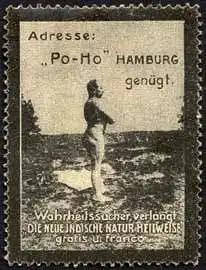 Adresse:
„Po-Ho" HAMBURG
genügt.
Wahrheitssucher, verlangt
DIE NEUE INDISCHE NATUR-HEILWEISE
gratis u. franco